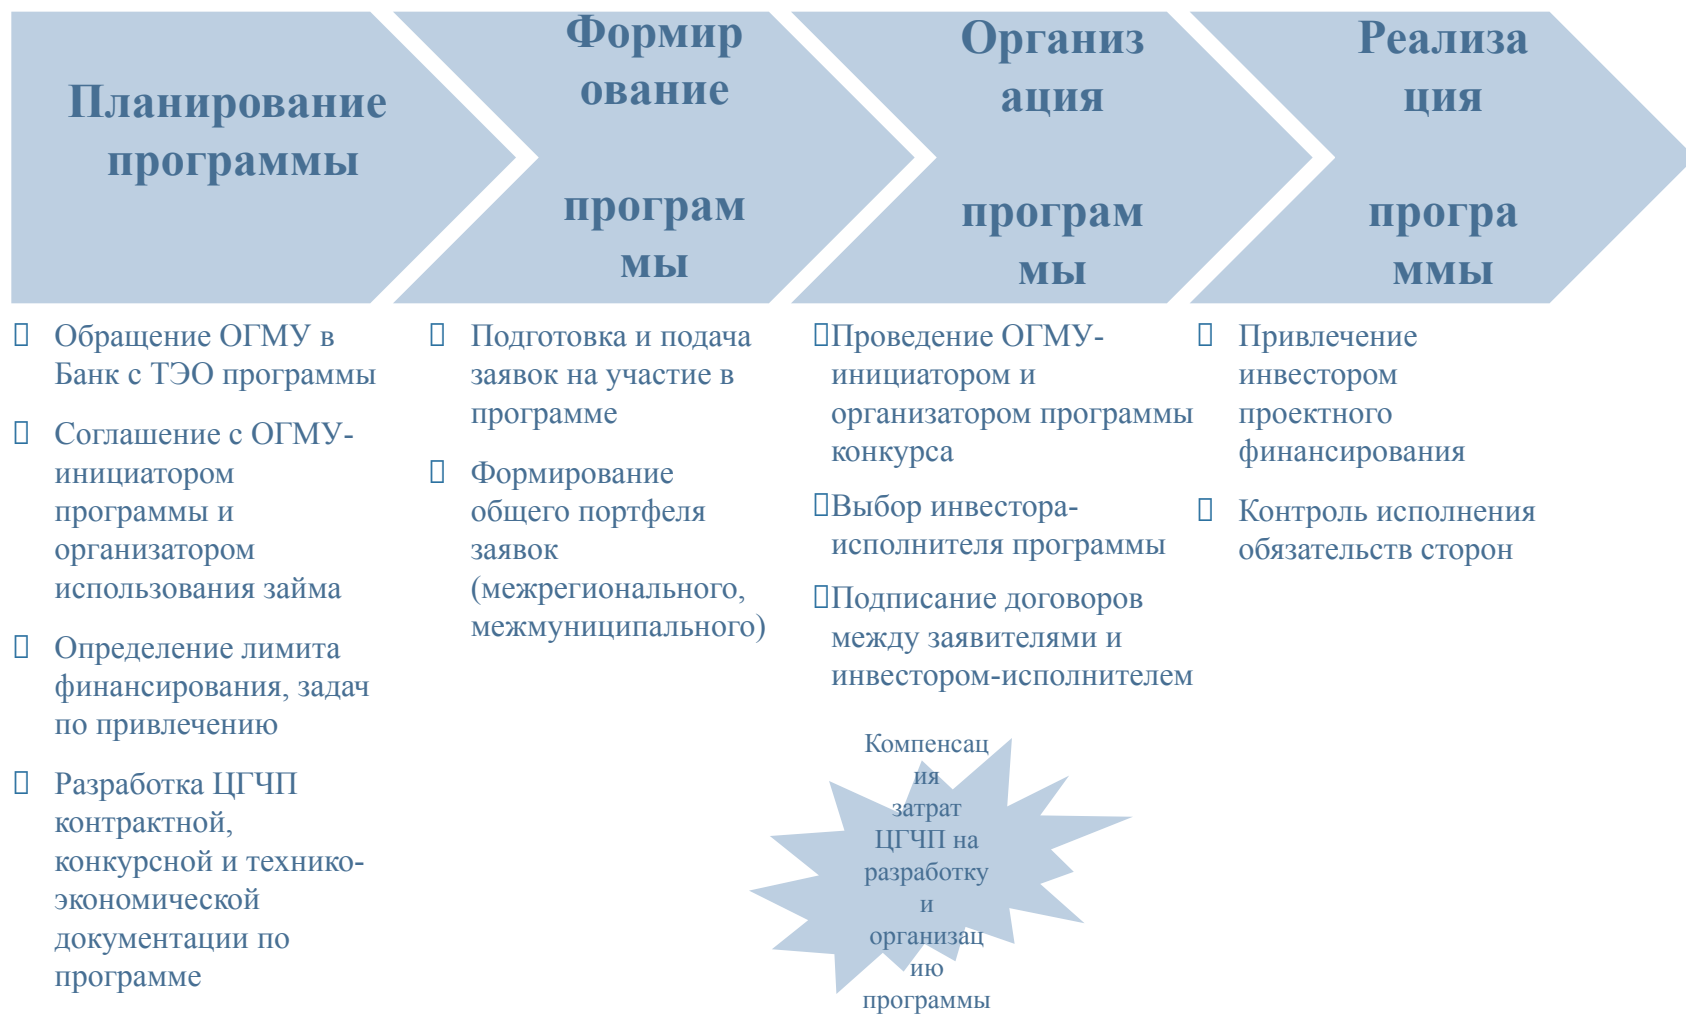 Планирование
программы
Формир
ование
програм
мы
Организ
ация
програм
мы
Реализа
ция
програ
ммы
Обращение ОГМУ в
Банк с ТЭО программы
Соглашение с ОГМУ-
инициатором
программы и
организатором
использования займа
Определение лимита
финансирования, задач
по привлечению
Разработка ЦГЧП
контрактной,
конкурсной и технико-
экономической
документации по
программе
Подготовка и подача
заявок на участие в
программе
Формирование
общего портфеля
заявок
(межрегионального,
межмуниципального)
Проведение ОГМУ-
инициатором и
организатором программы
конкурса
Выбор инвестора-
исполнителя программы
Подписание договоров
между заявителями и
инвестором-исполнителем
Компенсац
ия
затрат
ЦГЧП на
разработку
и
организац
ию
программы
Привлечение
инвестором
проектного
финансирования
Контроль исполнения
обязательств сторон